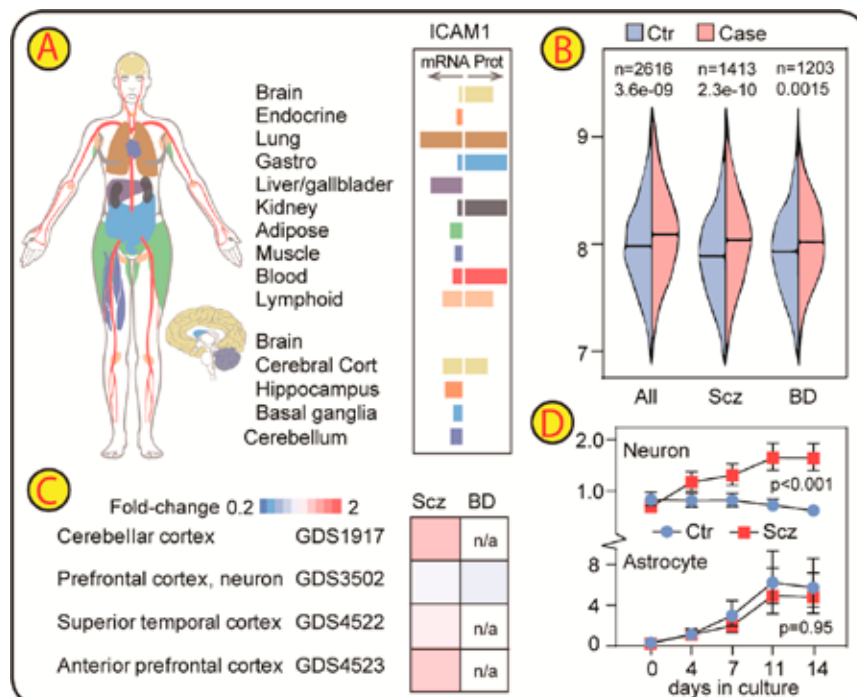 A
ICAM1
mRNA Prot
Brain
Endocrine
Lung
Gastro
Liver/gallblader
Kidney
Adipose
Muscle
Blood
Lymphoid
Brain
Cerebral Cort
Hippocampus
Basal ganglia
Cerebellum
B
Ctr Case
n=2616 n=1413 n=1203
3.6e-09 2.3e-10 0.0015
9
8
7
All Scz BD
C
Fold-change 0.2 2
Scz BD
Cerebellar cortex GDS1917 n/a
Prefrontal cortex, neuron GDS3502
Superior temporal cortex GDS4522 n/a
Anterior prefrontal cortex GDS4523 n/a
D
2.0
Neuron
p<0.001
1.0
Ctr Scz
Astrocyte
8
4
p=0.95
0
0 4 7 11 14
days in culture